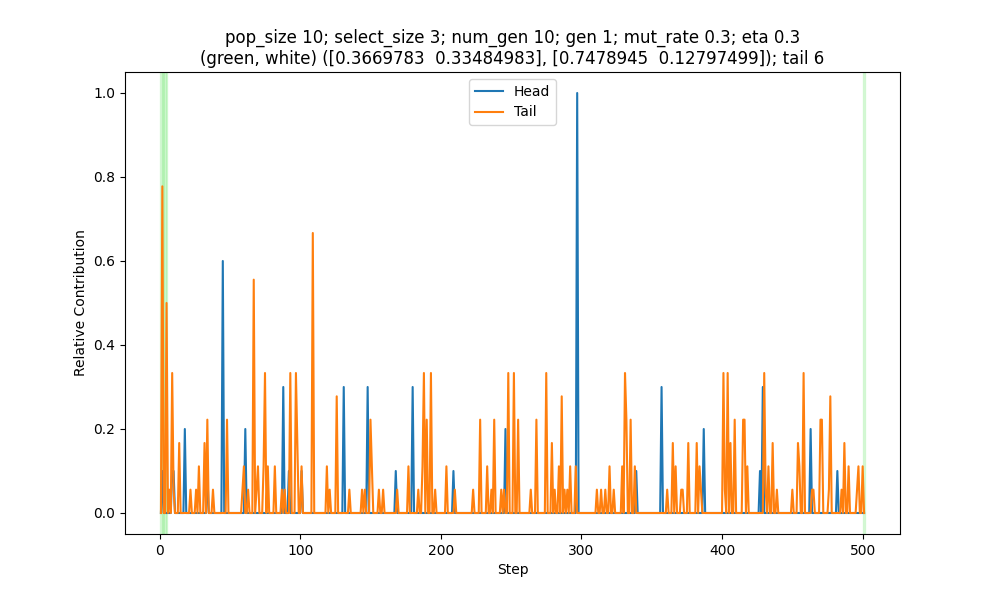 pop_size 10; select_size 3; num_gen 10; gen 1; mut_rate 0.3; eta 0.3
(green, white) ([0.3669783  0.33484983], [0.7478945  0.12797499]); tail 6
Head
Tail
Relative Contribution
1.0
0.8
0.6
0.4
0.2
0.0
0
100
200
300
400
500
Step